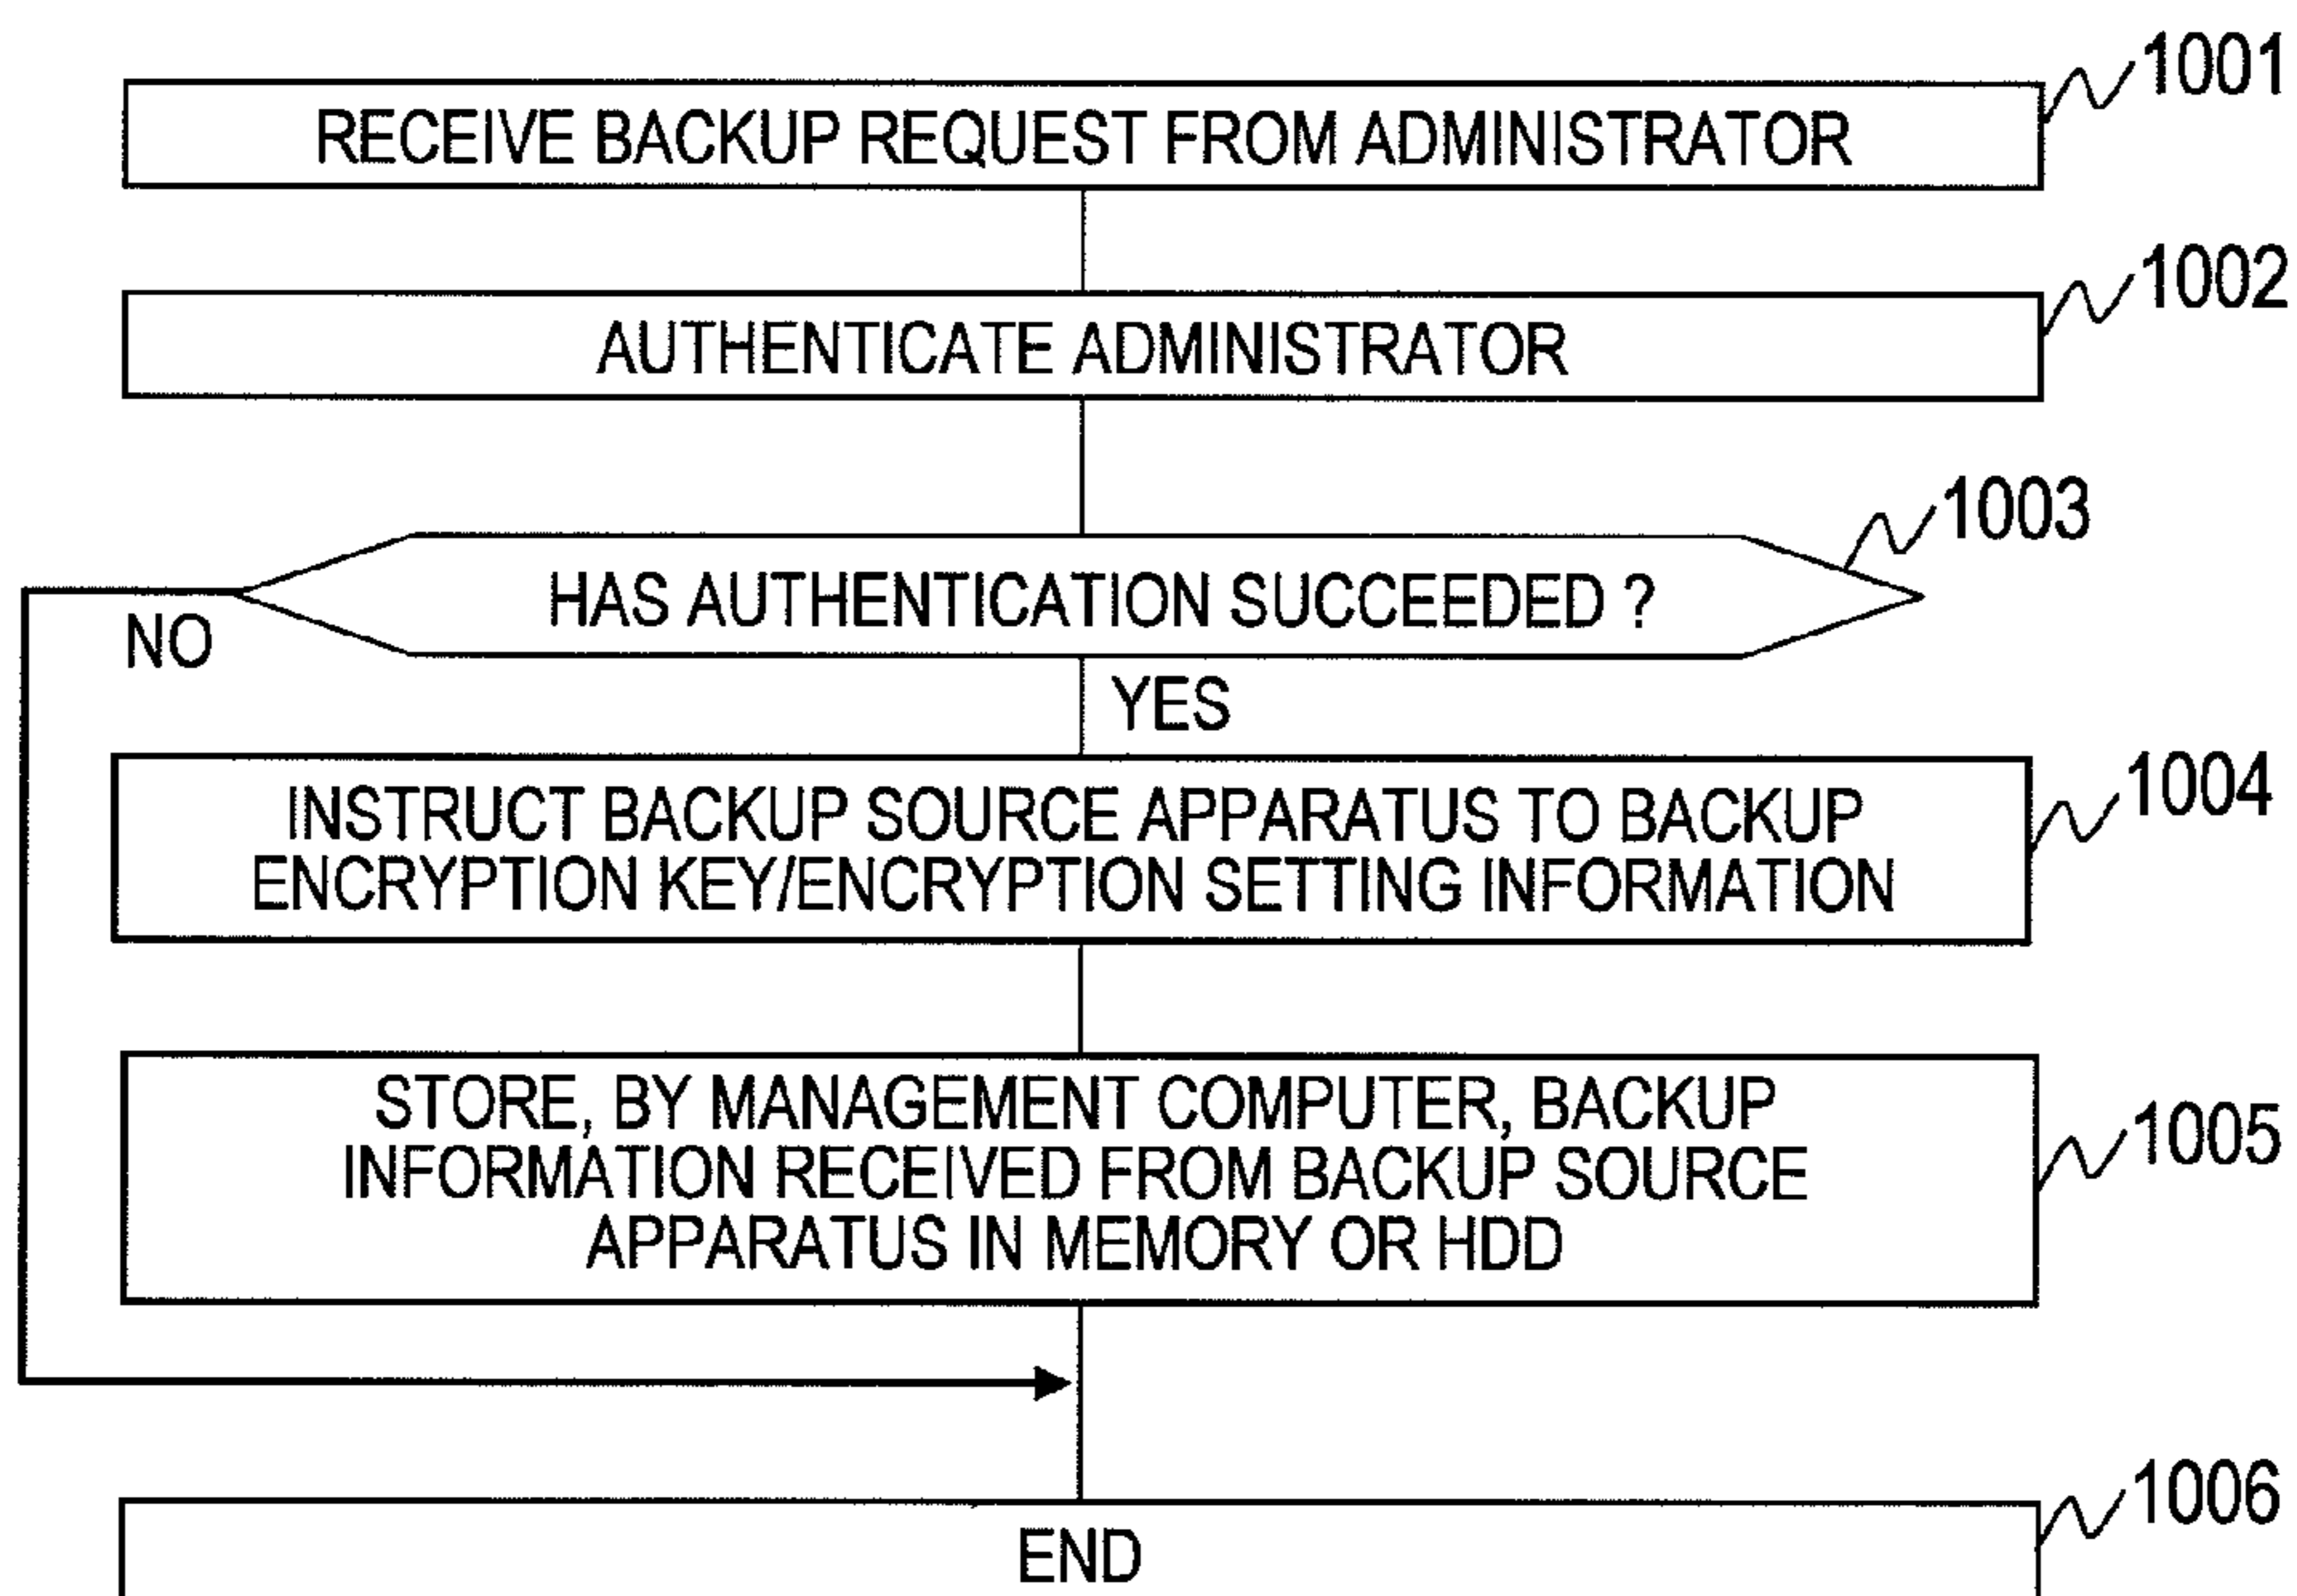 1001
RECEIVE BACKUP REQUEST FROM ADMINISTRATOR
1002
AUTHENTICATE ADMINISTRATOR
1003
HAS AUTHENTICATION SUCCEEDED ?
NO
YES
1004
INSTRUCT BACKUP SOURCE APPARATUS TO BACKUP
ENCRYPTION KEY/ENCRYPTION SETTING INFORMATION
STORE, BY MANAGEMENT COMPUTER, BACKUP
1005
INFORMATION RECEIVED FROM BACKUP SOURCE
APPARATUS IN MEMORY OR HDD
1006
END